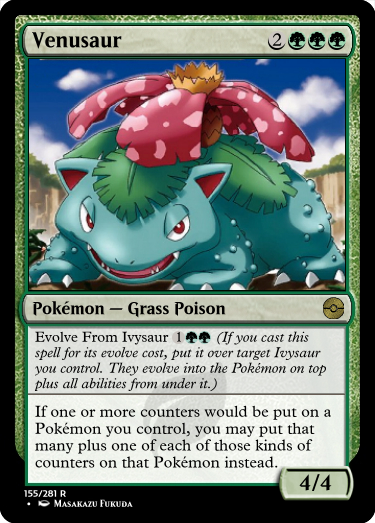 Venusaur 2
Pokémon — Grass Poison
Evolve From Ivysaur 1 (If you cast this
spell for its evolve cost, put it over target Ivysaur
you control. They evolve into the Pokémon on top
plus all abilities from under it.)
If one or more counters would be put on a
Pokémon you control, you may put that
many plus one of each of those kinds of
counters on that Pokémon instead.
4/4
155/281 R
• Masakazu Fukuda